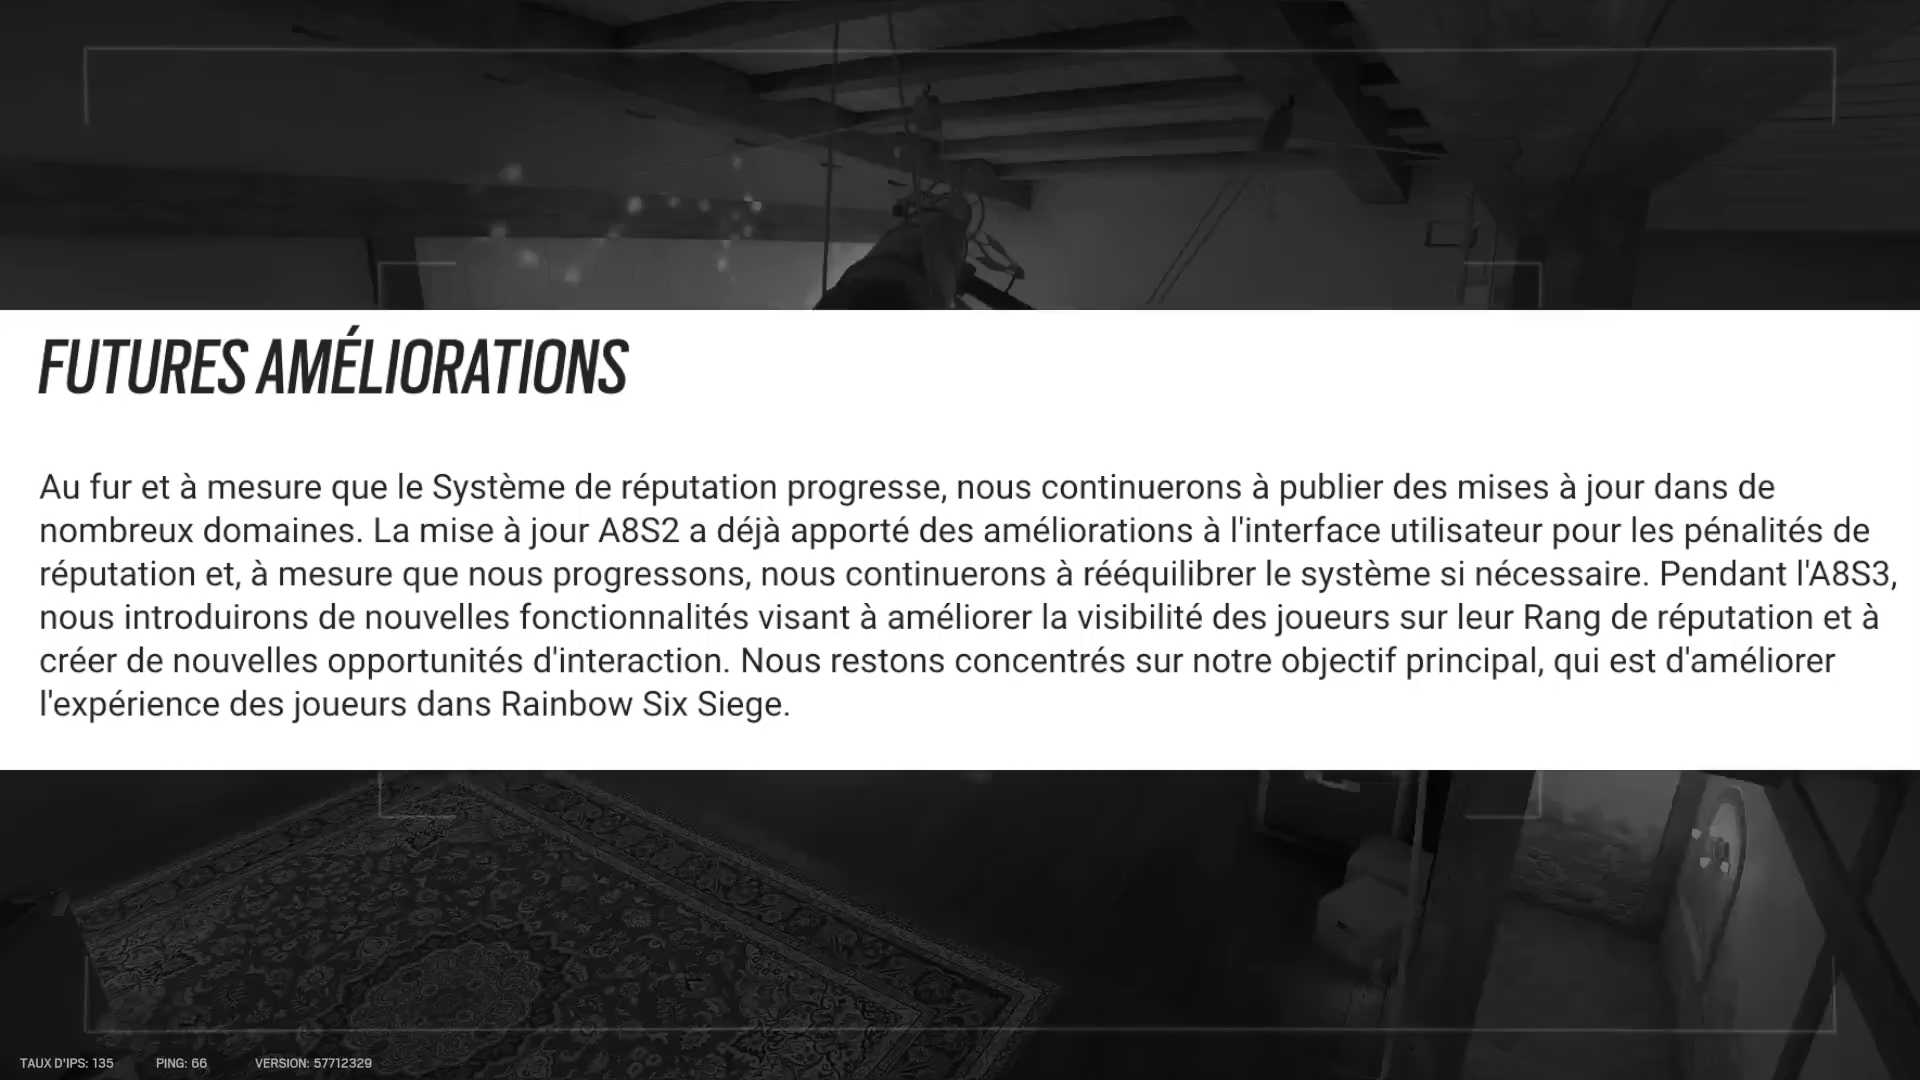 FUTURES AMÉLIORATIONS
Au fur et à mesure que le Système de réputation progresse, nous continuerons à publier des mises à jour dans de
nombreux domaines. La mise à jour A8S2 a déjà apporté des améliorations à l'interface utilisateur pour les pénalités de
réputation et, à mesure que nous progressons, nous continuerons à rééquilibrer le système si nécessaire. Pendant l'A8S3,
nous introduirons de nouvelles fonctionnalités visant à améliorer la visibilité des joueurs sur leur Rang de réputation et à
créer de nouvelles opportunités d'interaction. Nous restons concentrés sur notre objectif principal, qui est d'améliorer
l'expérience des joueurs dans Rainbow Six Siege.
TAUX D'IPS: 135 PING: 66 VERSION: 57712329